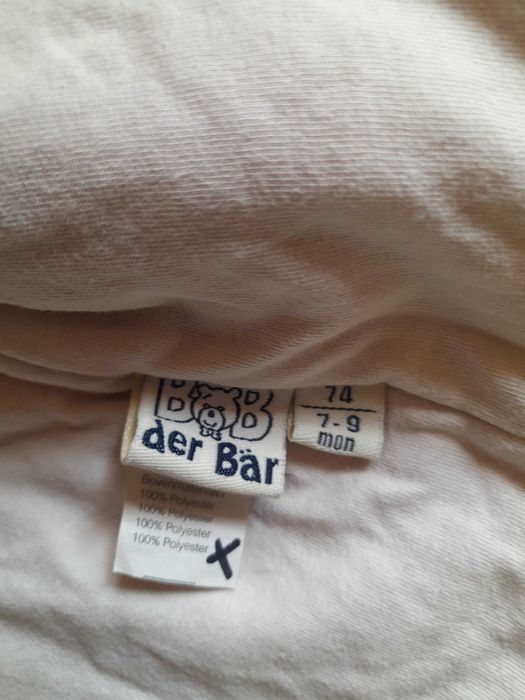 BOB
der Bär
74
7-9
mon
Bovenmateriaal
100% Polyester
100% Polyester
100% Polyester
100% Polyester X